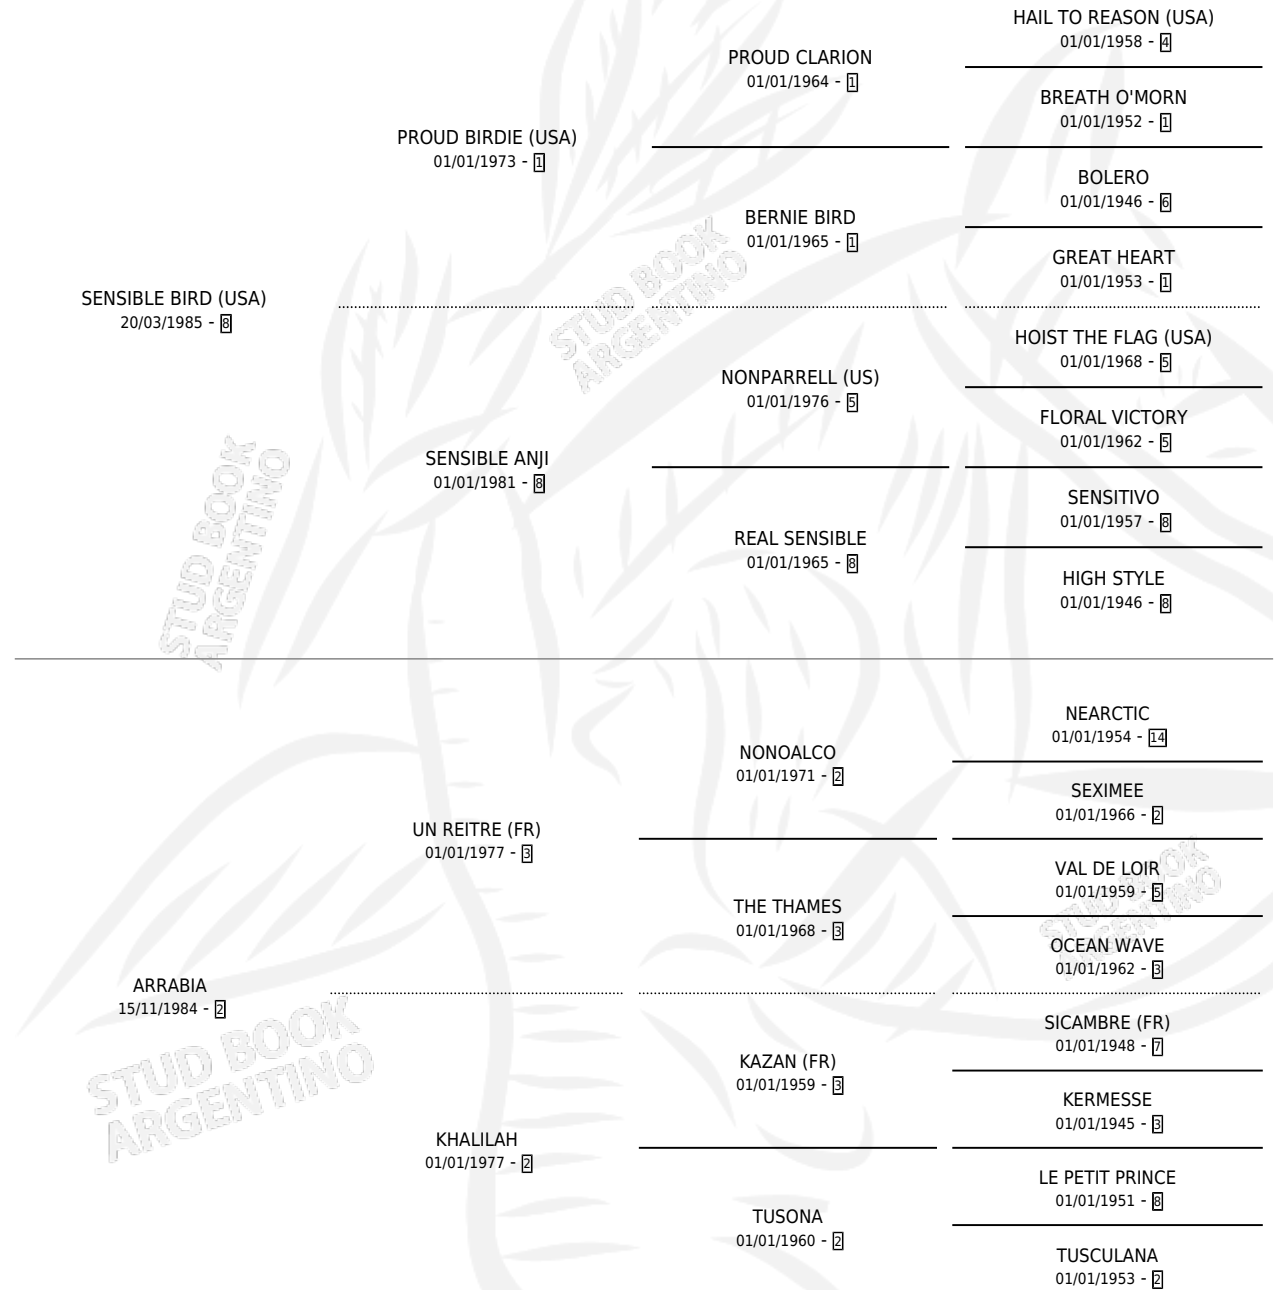 HAIL TO REASON (USA)
01/01/1958 - 4
PROUD CLARION
01/01/1964 - 1
BREATH O'MORN
01/01/1952 - 1
PROUD BIRDIE (USA)
01/01/1973 - 1
BOLERO
01/01/1946 - 6
BERNIE BIRD
01/01/1965 - 1
GREAT HEART
01/01/1953 - 1
SENSIBLE BIRD (USA)
20/03/1985 - 8
HOIST THE FLAG (USA)
01/01/1968 - 5
NONPARRELL (US)
01/01/1976 - 5
FLORAL VICTORY
01/01/1962 - 5
SENSIBLE ANJI
01/01/1981 - 8
SENSITIVO
01/01/1957 - 8
REAL SENSIBLE
01/01/1965 - 8
HIGH STYLE
01/01/1946 - 8
STUD BOOK
ARGENTINO
STUD BOOK
ARGENTINO
NEARCTIC
01/01/1954 - 14
NONOALCO
01/01/1971 - 2
SEXIMEE
01/01/1966 - 2
UN REITRE (FR)
01/01/1977 - 3
VAL DE LOIR
01/01/1959 - 5
THE THAMES
01/01/1968 - 3
OCEAN WAVE
01/01/1962 - 3
ARRABIA
15/11/1984 - 2
SICAMBRE (FR)
01/01/1948 - 7
KAZAN (FR)
01/01/1959 - 3
KERMESSE
01/01/1945 - 3
KHALILAH
01/01/1977 - 2
LE PETIT PRINCE
01/01/1951 - 8
TUSONA
01/01/1960 - 2
TUSCULANA
01/01/1953 - 2
STUD BOOK
ARGENTINO
STUD BOOK
ARGENTINO